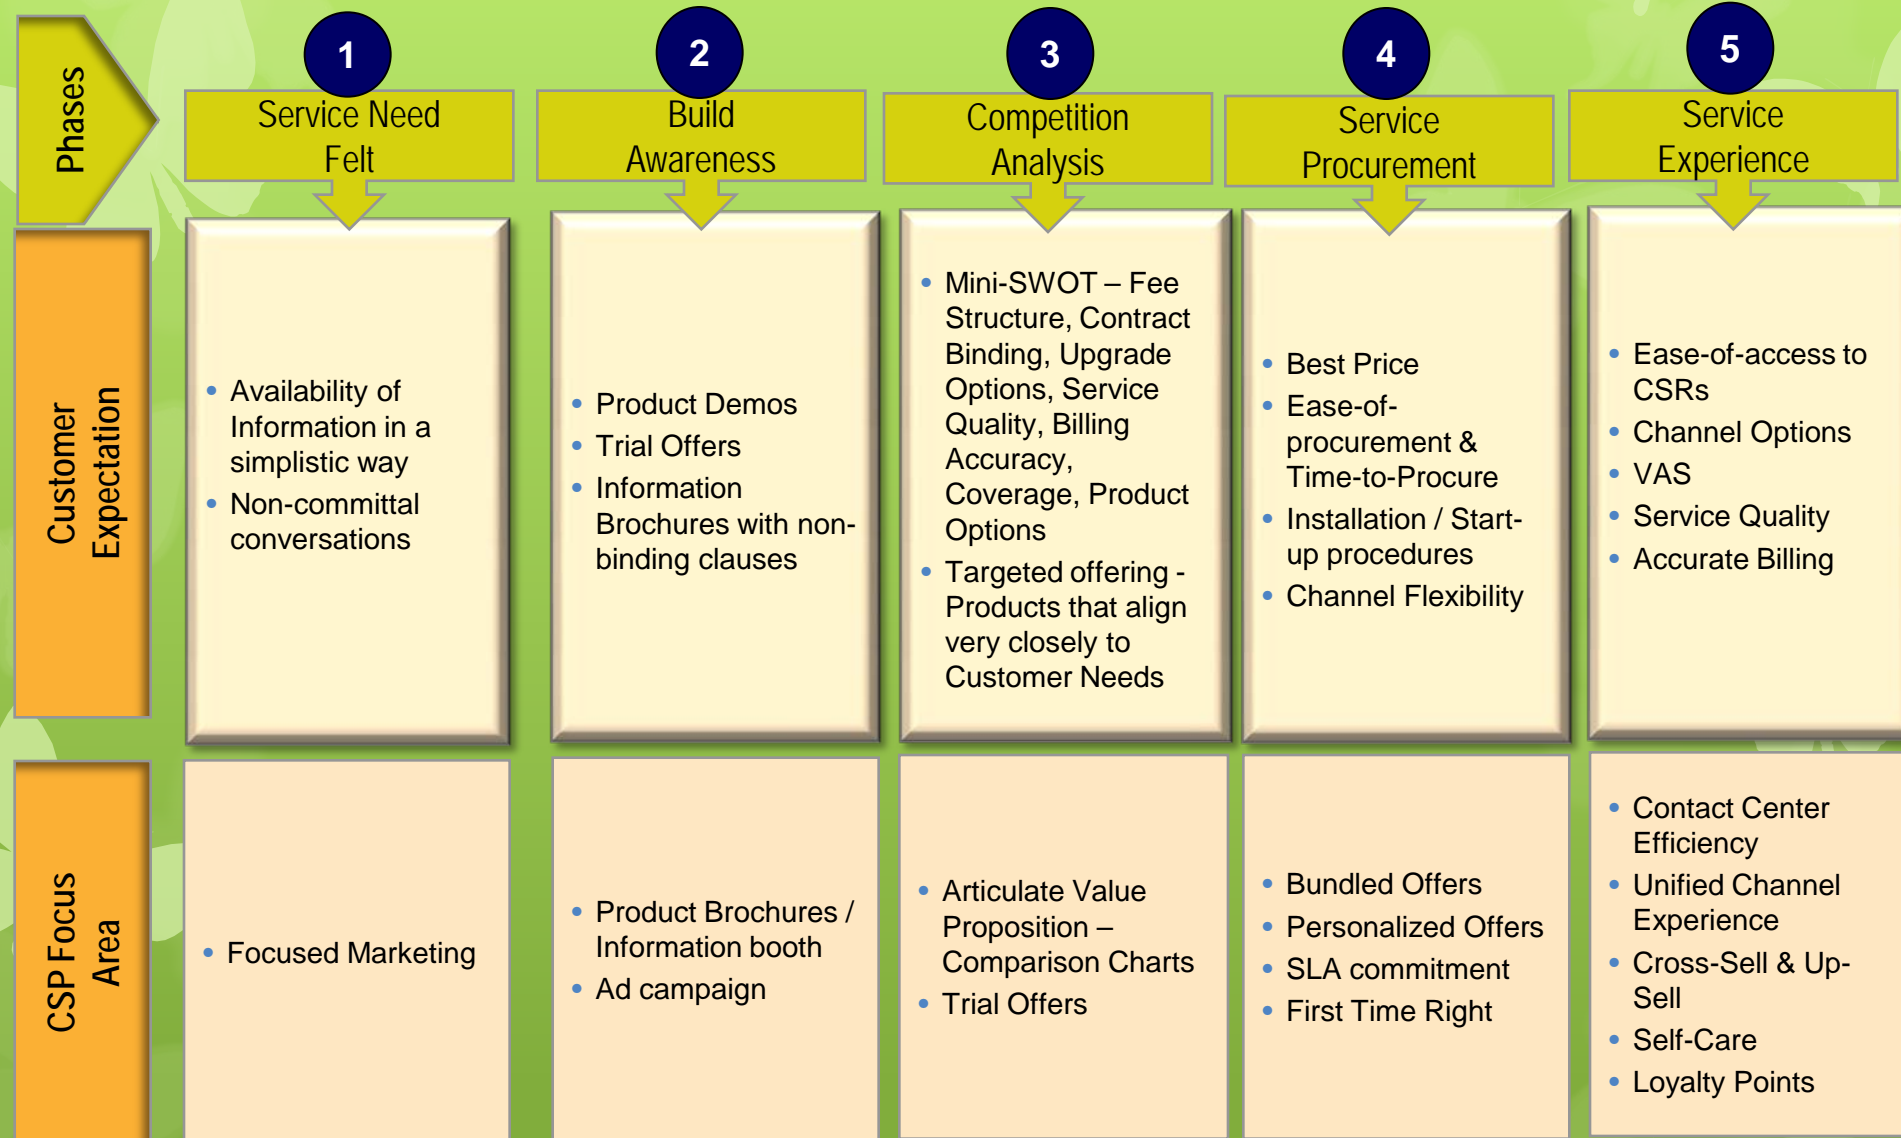 Phases
1
Service Need
Felt
2
Build
Awareness
3
Competition
Analysis
4
Service
Procurement
5
Service
Experience
Customer
Expectation
• Availability of
Information in a
simplistic way
• Non-committal
conversations
• Product Demos
• Trial Offers
• Information
Brochures with non-
binding clauses
• Mini-SWOT – Fee
Structure, Contract
Binding, Upgrade
Options, Service
Quality, Billing
Accuracy,
Coverage, Product
Options
• Targeted offering -
Products that align
very closely to
Customer Needs
• Best Price
• Ease-of-
procurement &
Time-to-Procure
• Installation / Start-
up procedures
• Channel Flexibility
• Ease-of-access to
CSRs
• Channel Options
• VAS
• Service Quality
• Accurate Billing
CSP Focus
Area
• Focused Marketing
• Product Brochures /
Information booth
• Ad campaign
• Articulate Value
Proposition –
Comparison Charts
• Trial Offers
• Bundled Offers
• Personalized Offers
• SLA commitment
• First Time Right
• Contact Center
Efficiency
• Unified Channel
Experience
• Cross-Sell & Up-
Sell
• Self-Care
• Loyalty Points